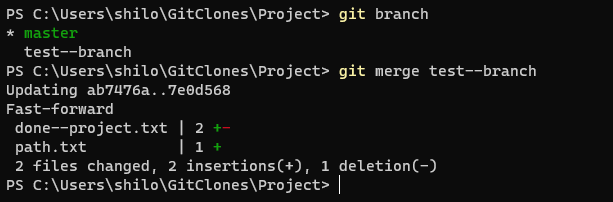 PS C:\Users\shilo\GitClones\Project> git branch
* master
  test--branch
PS C:\Users\shilo\GitClones\Project> git merge test--branch
Updating ab7476a..7e0d568
Fast-forward
 done--project.txt | 2 +-
 path.txt          | 1 +
 2 files changed, 2 insertions(+), 1 deletion(-)
PS C:\Users\shilo\GitClones\Project>